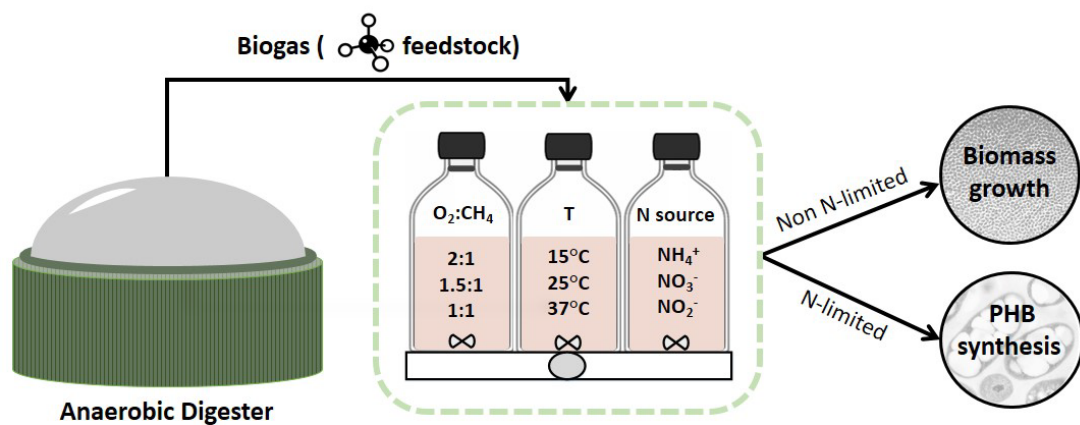 Biogas ( feedstock)
O₂:CH₄
2:1
1.5:1
1:1
T
15°C
25°C
37°C
N source
NH₄⁺
NO₃⁻
NO₂⁻
Non N-limited
N-limited
Biomass
growth
PHB
synthesis
Anaerobic Digester